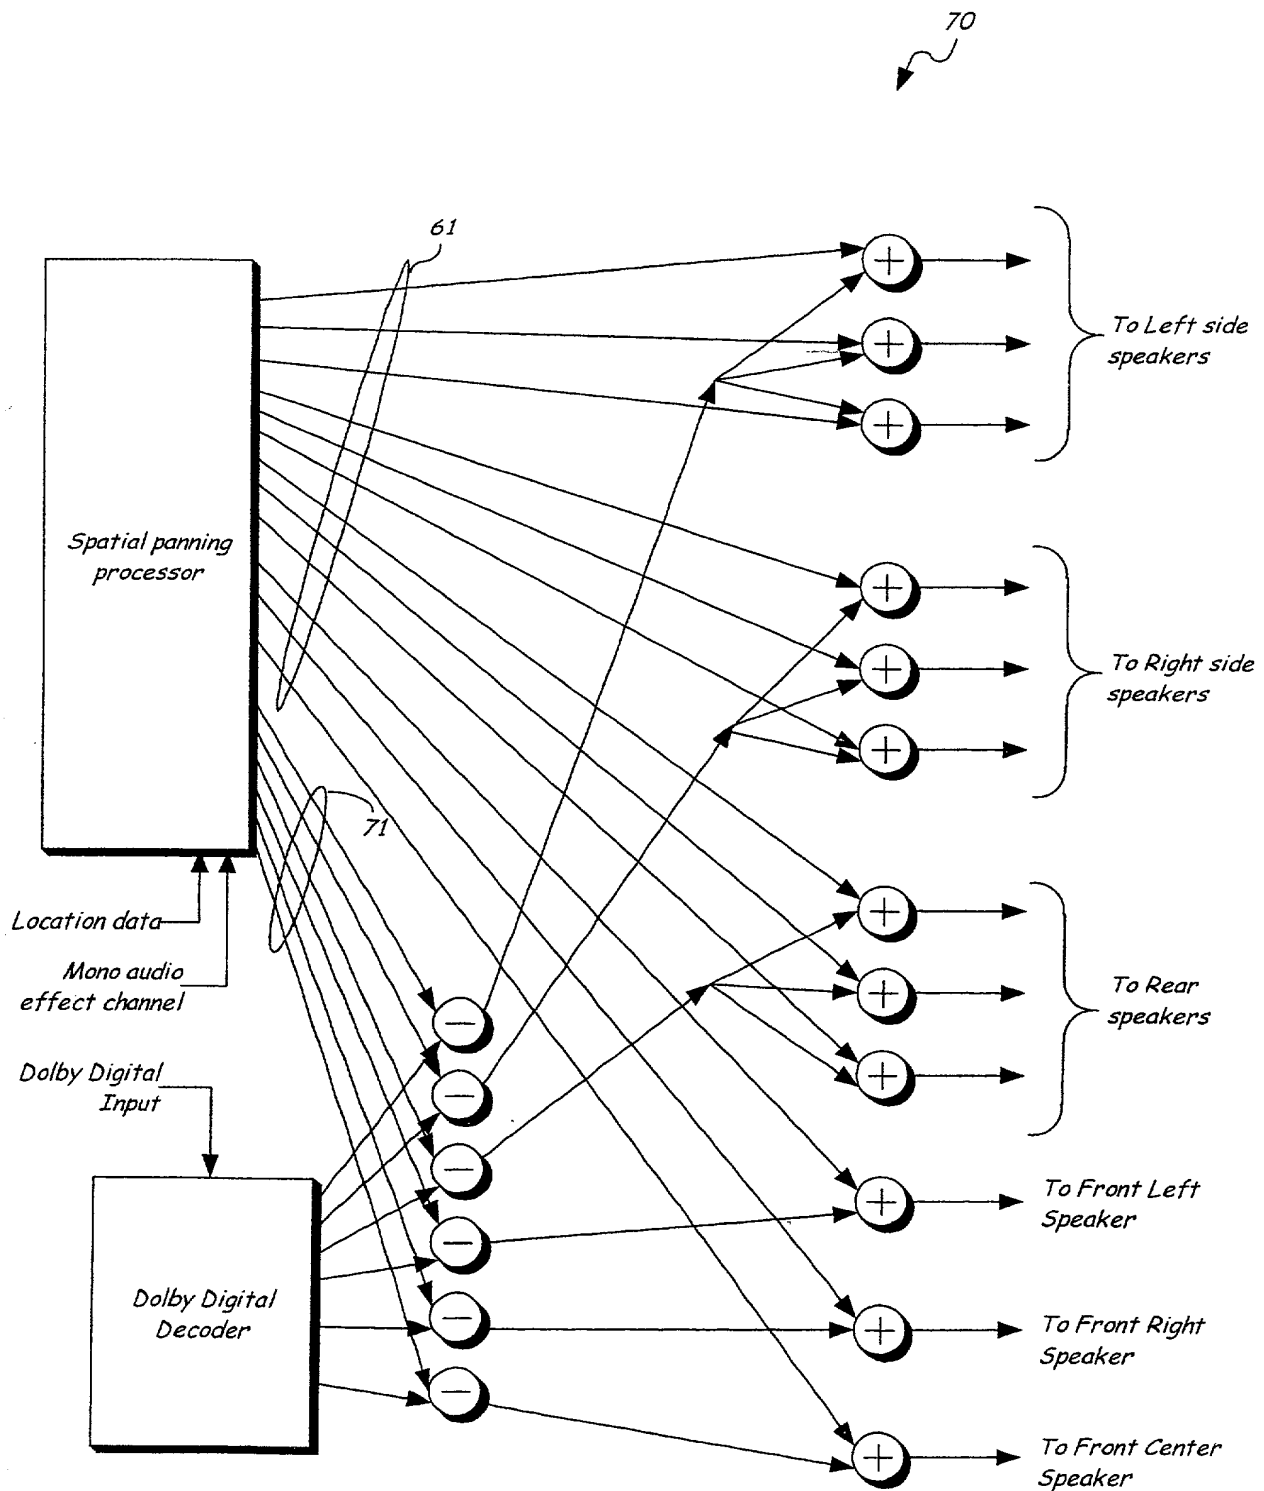 70
61
To Left side
speakers
Spatial panning
processor
To Right side
speakers
71
Location data
Mono audio
effect channel
To Rear
speakers
Dolby Digital
Input
To Front Left
Speaker
Dolby Digital
Decoder
To Front Right
Speaker
To Front Center
Speaker